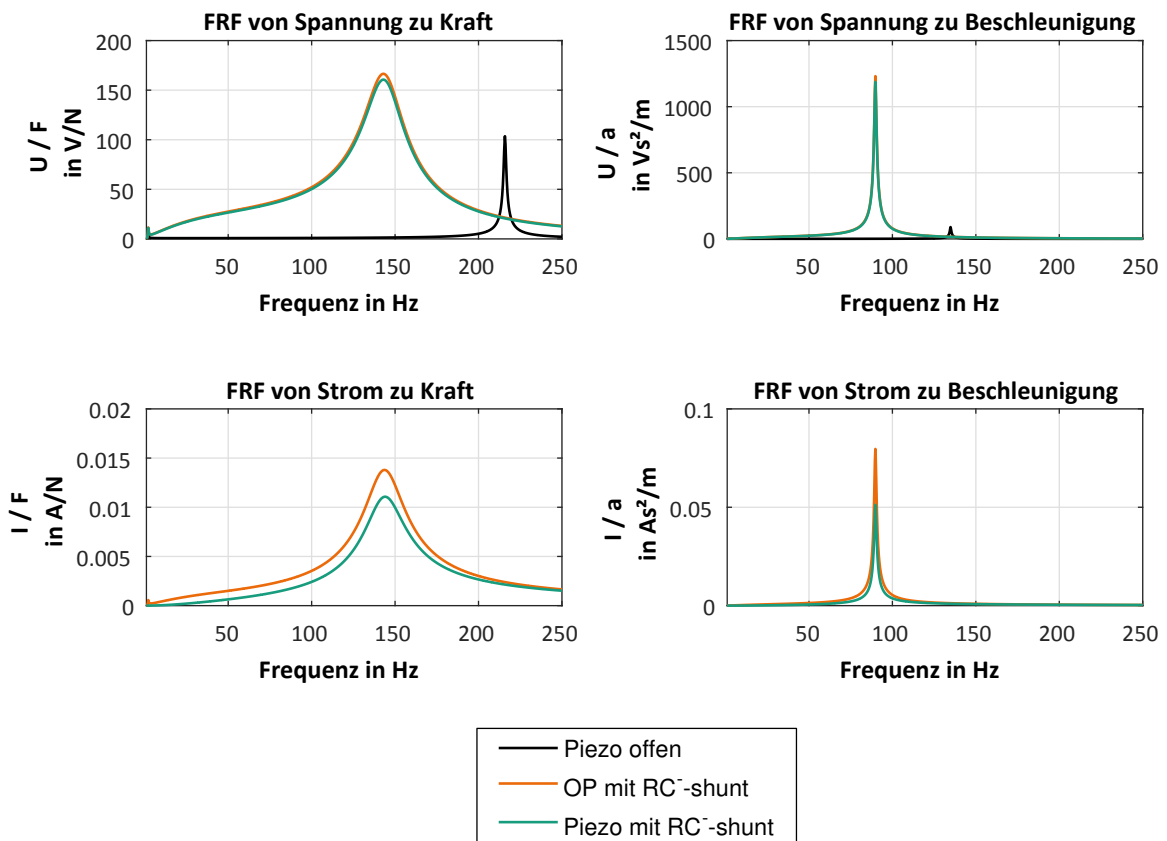 FRF von Spannung zu Kraft
200
150
100
50
0
50
100
150
200
250
U / F
in V/N
Frequenz in Hz
FRF von Spannung zu Beschleunigung
1500
1000
500
0
50
100
150
200
250
U / a
in Vs²/m
Frequenz in Hz
FRF von Strom zu Kraft
0.02
0.015
0.01
0.005
0
50
100
150
200
250
I / F
in A/N
Frequenz in Hz
FRF von Strom zu Beschleunigung
0.1
0.05
0
50
100
150
200
250
I / a
in As²/m
Frequenz in Hz
Piezo offen
OP mit RC⁻-shunt
Piezo mit RC⁻-shunt